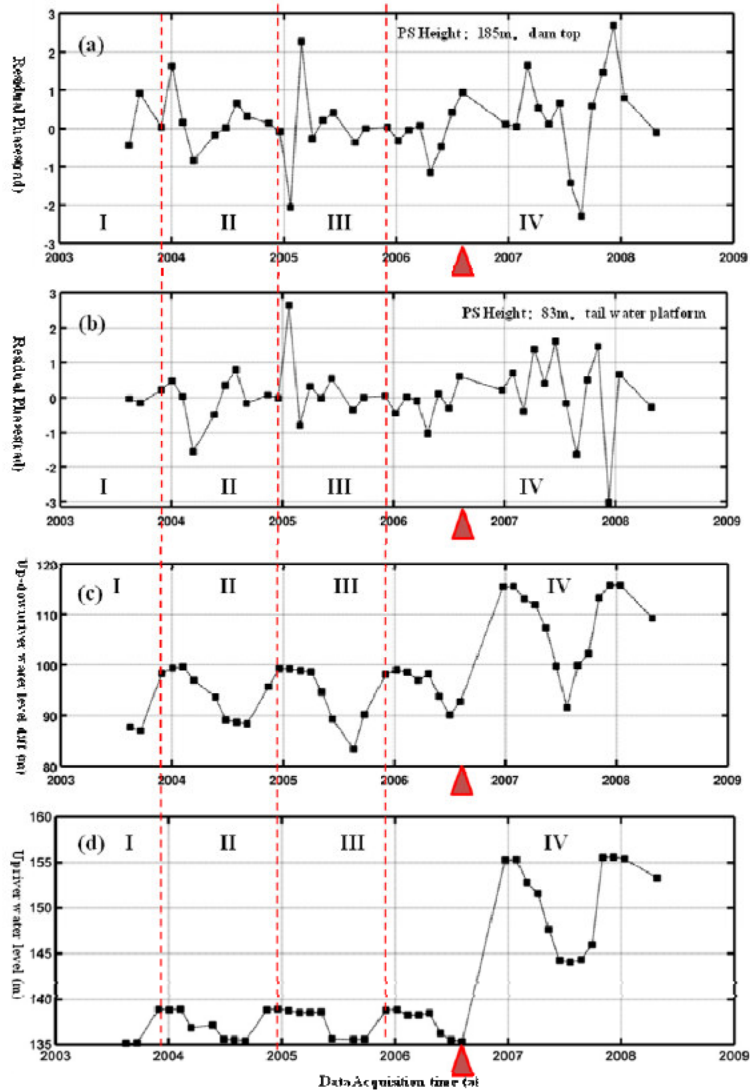 (a)
PS Height: 185m, dam top
Residual Phase(rad)
3
2
1
0
-1
-2
-3
I II III IV
2003 2004 2005 2006 2007 2008 2009
(b)
PS Height: 83m, tail water platform
Residual Phase(rad)
3
2
1
0
-1
-2
-3
I II III IV
2003 2004 2005 2006 2007 2008 2009
(c)
I II III IV
Up-downriver water level diff (m)
120
110
100
90
80
2003 2004 2005 2006 2007 2008 2009
(d)
I II III IV
Upriver water level (m)
160
155
150
145
140
135
2003 2004 2005 2006 2007 2008 2009
Data Acquisition time (a)